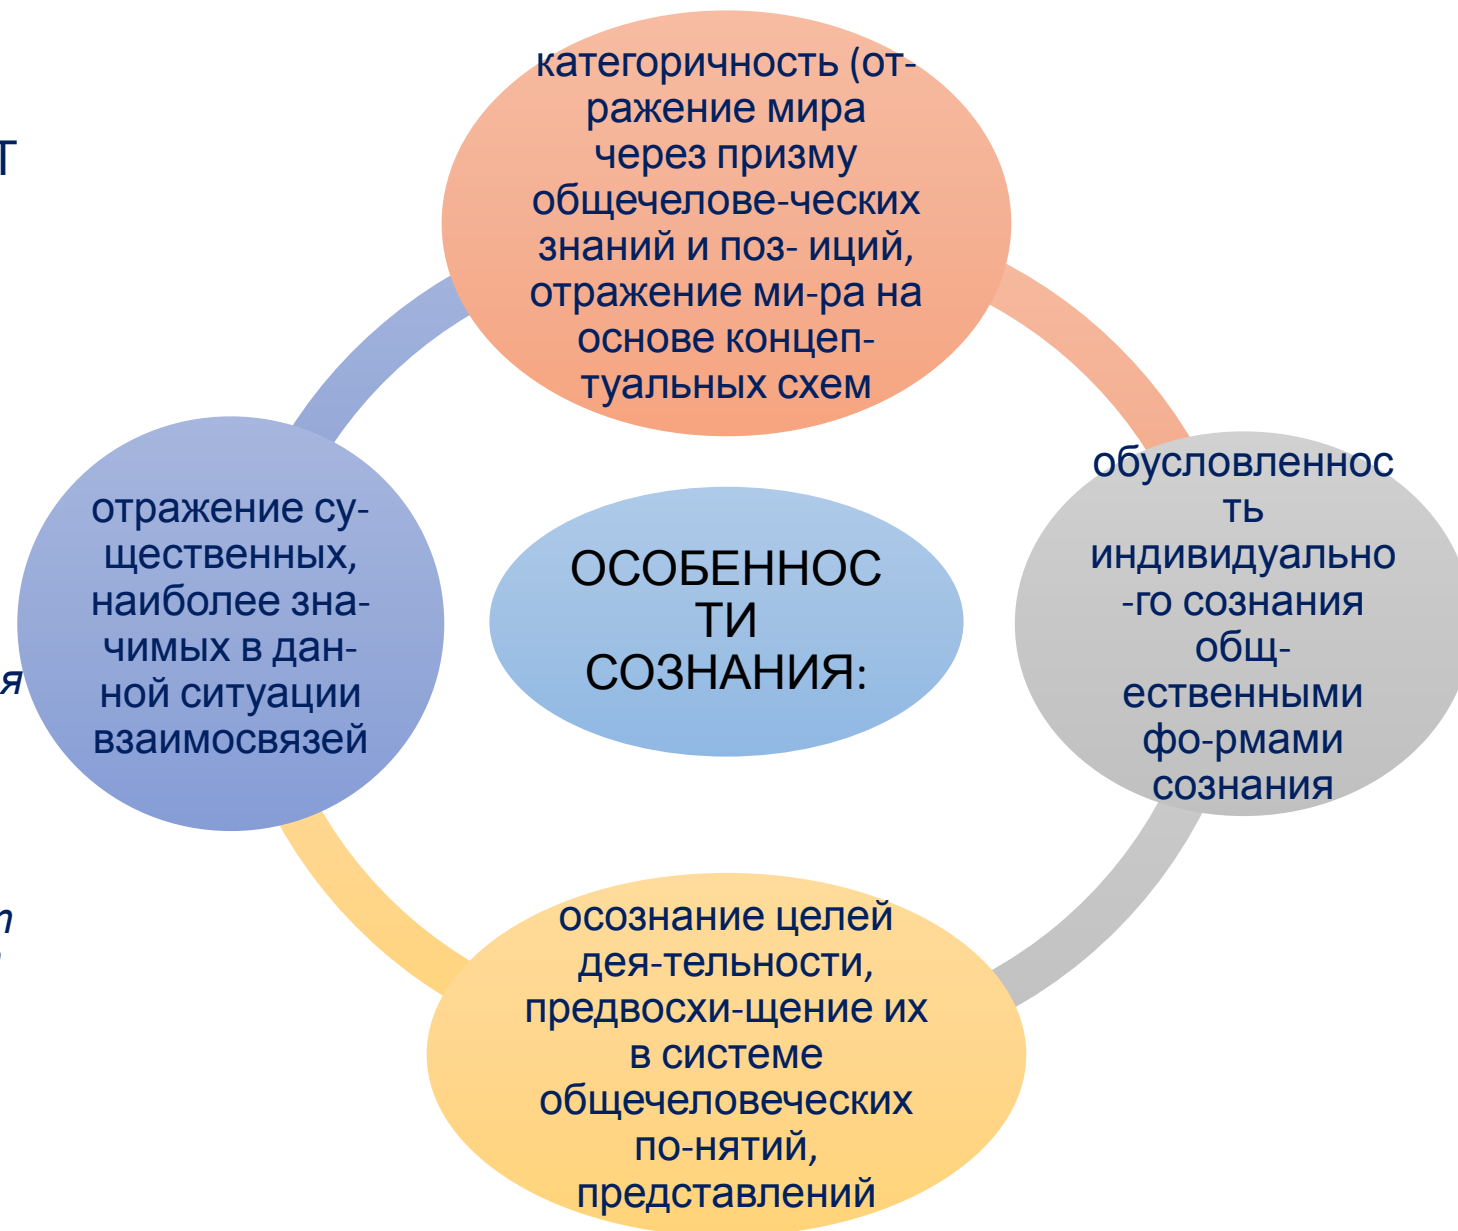 категоричность (от-
ражение мира
через призму
общечелове-ческих
знаний и поз- иций,
отражение ми-ра на
основе концеп-
туальных схем
обусловленнос
ть
индивидуально
-го сознания
общ-
ественными
фо-рмами
сознания
осознание целей
дея-тельности,
предвосхи-щение их
в системе
общечеловеческих
по-нятий,
представлений
отражение су-
щественных,
наиболее зна-
чимых в дан-
ной ситуации
взаимосвязей
ОСОБЕННОС
ТИ
СОЗНАНИЯ: